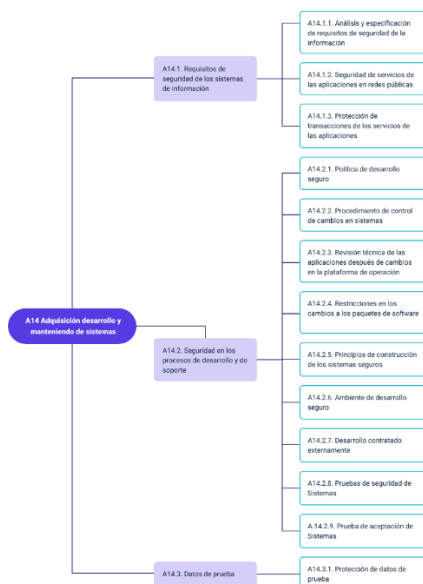 A14 Adquisición desarrollo y
manteniendo de sistemas
A14.1. Requisitos de
seguridad de los sistemas
de información
A14.1.1. Análisis y especificación
de requisitos de seguridad de la
información
A14.1.2. Seguridad de servicios de
las aplicaciones en redes públicas
A14.1.3. Protección de
transacciones de los servicios de
las aplicaciones
A14.2. Seguridad en los
procesos de desarrollo y de
soporte
A14.2.1. Política de desarrollo
seguro
A14.2.2. Procedimiento de control
de cambios en sistemas
A14.2.3. Revisión técnica de las
aplicaciones después de cambios
en la plataforma de operación
A14.2.4. Restricciones en los
cambios a los paquetes de software
A14.2.5. Principios de construcción
de los sistemas seguros
A14.2.6. Ambiente de desarrollo
seguro
A14.2.7. Desarrollo contratado
externamente
A14.2.8. Pruebas de seguridad de
Sistemas
A.14.2.9. Prueba de aceptación de
Sistemas
A14.3. Datos de prueba
A14.3.1. Protección de datos de
prueba